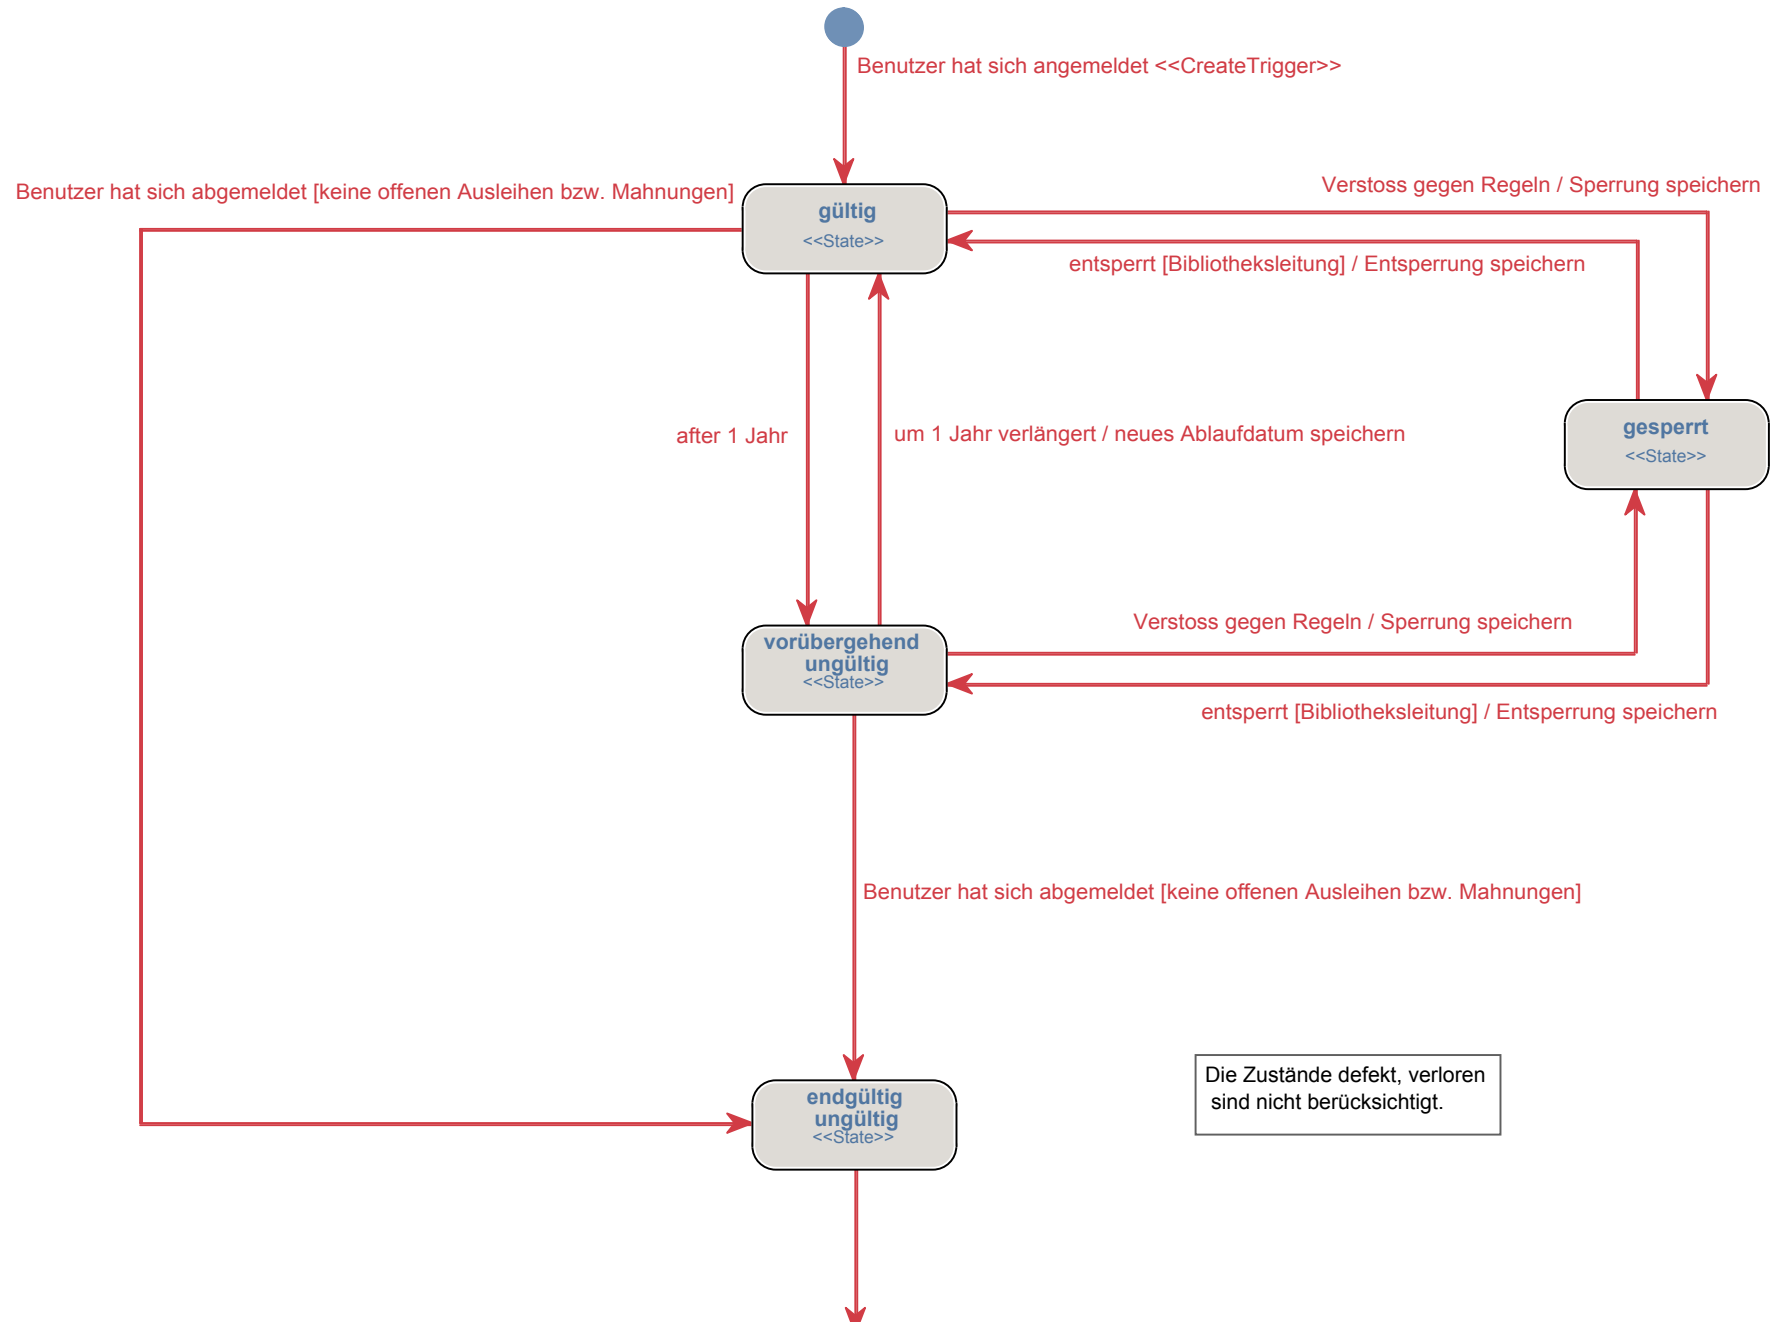 Benutzer hat sich angemeldet <<CreateTrigger>>
Benutzer hat sich abgemeldet [keine offenen Ausleihen bzw. Mahnungen]
Verstoss gegen Regeln / Sperrung speichern
gültig
<<State>>
entsperrt [Bibliotheksleitung] / Entsperrung speichern
after 1 Jahr
um 1 Jahr verlängert / neues Ablaufdatum speichern
gesperrt
<<State>>
Verstoss gegen Regeln / Sperrung speichern
vorübergehend
ungültig
<<State>>
entsperrt [Bibliotheksleitung] / Entsperrung speichern
Benutzer hat sich abgemeldet [keine offenen Ausleihen bzw. Mahnungen]
Die Zustände defekt, verloren
sind nicht berücksichtigt.
endgültig
ungültig
<<State>>